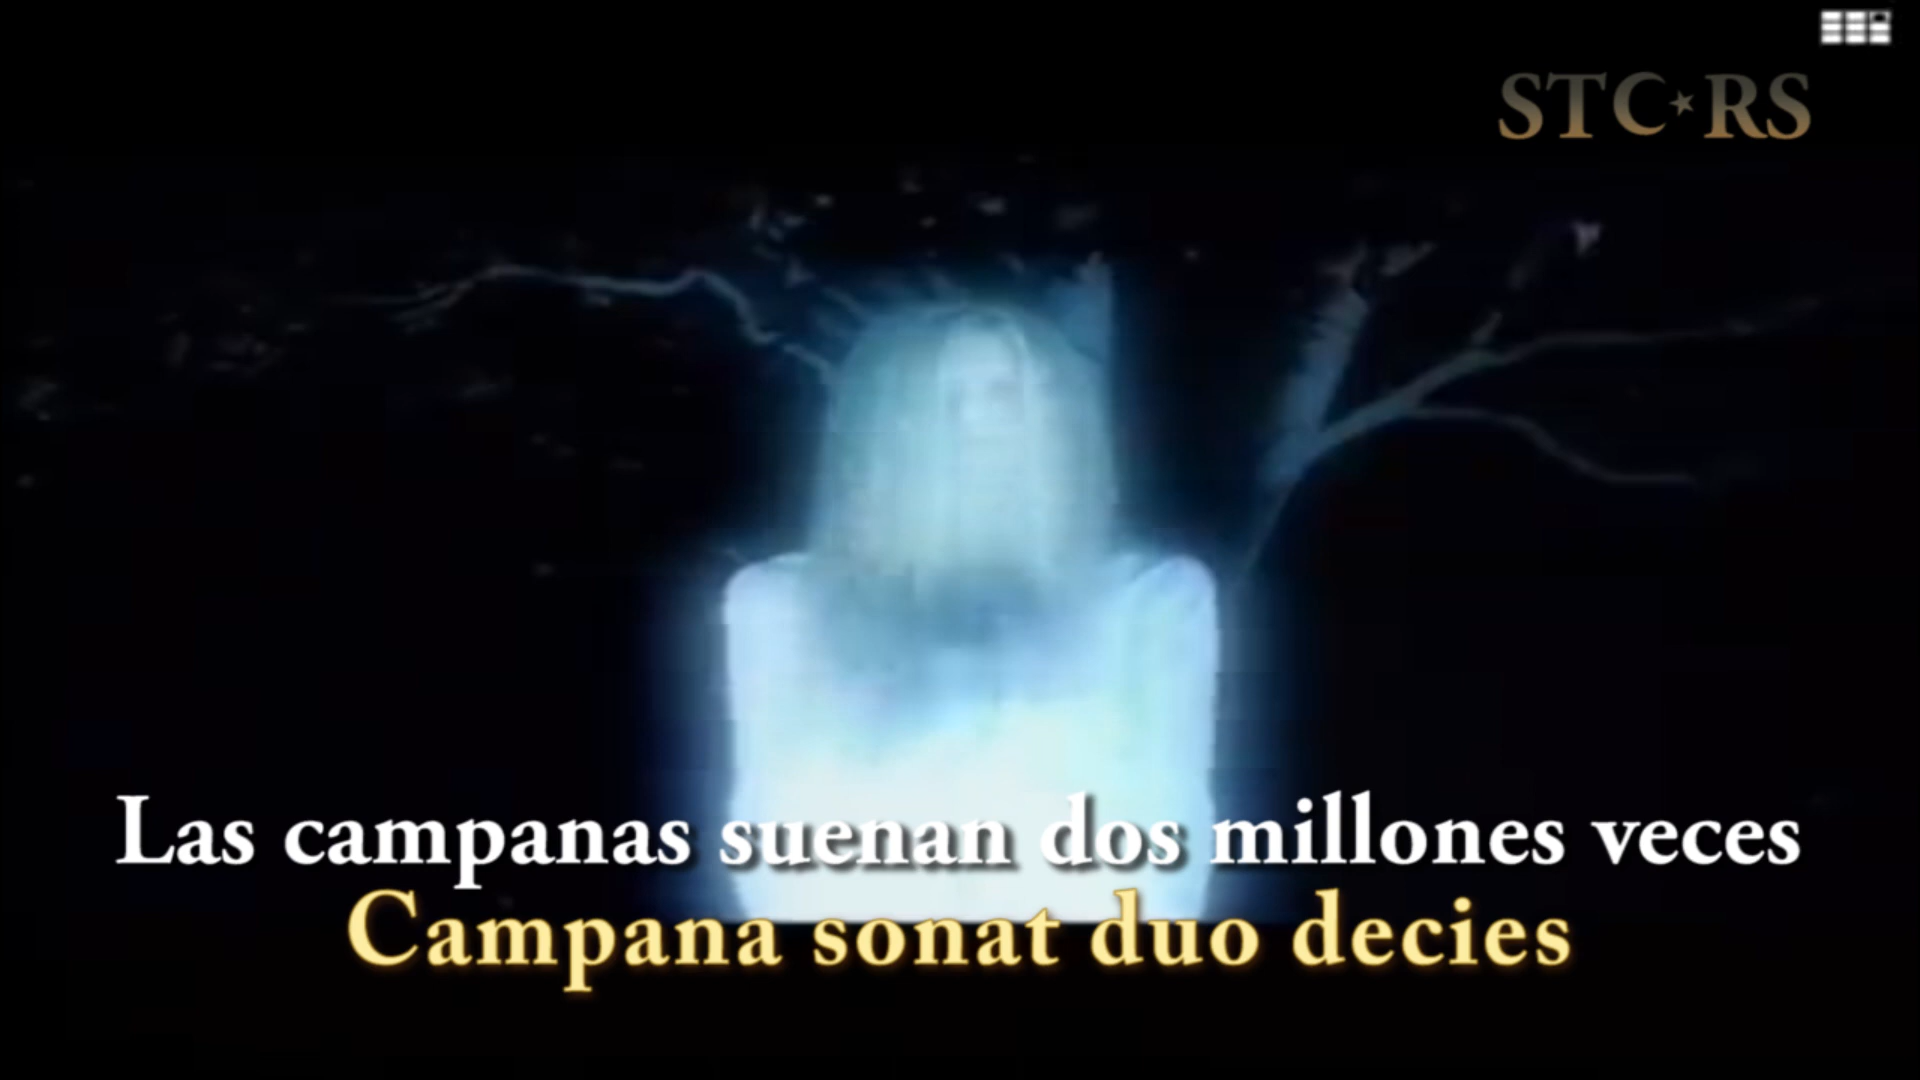 STC★RS
Las campanas suenan dos millones veces
Campana sonat duo decies